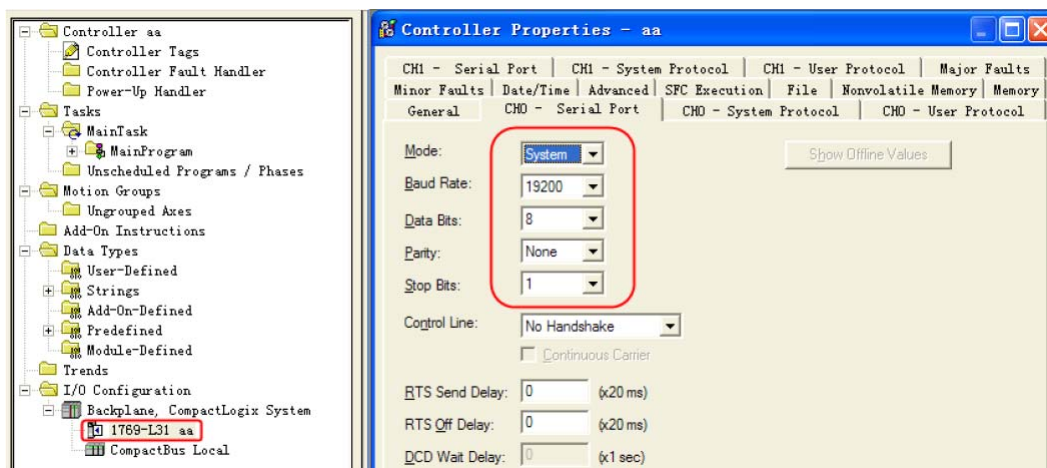 Controller aa
Controller Tags
Controller Fault Handler
Power-Up Handler
Tasks
MainTask
MainProgram
Unscheduled Programs / Phases
Motion Groups
Ungrouped Axes
Add-On Instructions
Data Types
User-Defined
Strings
Add-On-Defined
Predefined
Module-Defined
Trends
I/O Configuration
Backplane, CompactLogix System
1769-L31 aa
CompactBus Local
Controller Properties - aa
CH1 - Serial Port CH1 - System Protocol CH1 - User Protocol Major Faults
Minor Faults Date/Time Advanced SFC Execution File Nonvolatile Memory Memory
General CH0 - Serial Port CH0 - System Protocol CH0 - User Protocol
Mode: System Show Offline Values
Baud Rate: 19200
Data Bits: 8
Parity: None
Stop Bits: 1
Control Line: No Handshake
Continuous Carrier
RTS Send Delay: 0 (x20 ms)
RTS Off Delay: 0 (x20 ms)
DCD Wait Delay: 0 (x1 sec)